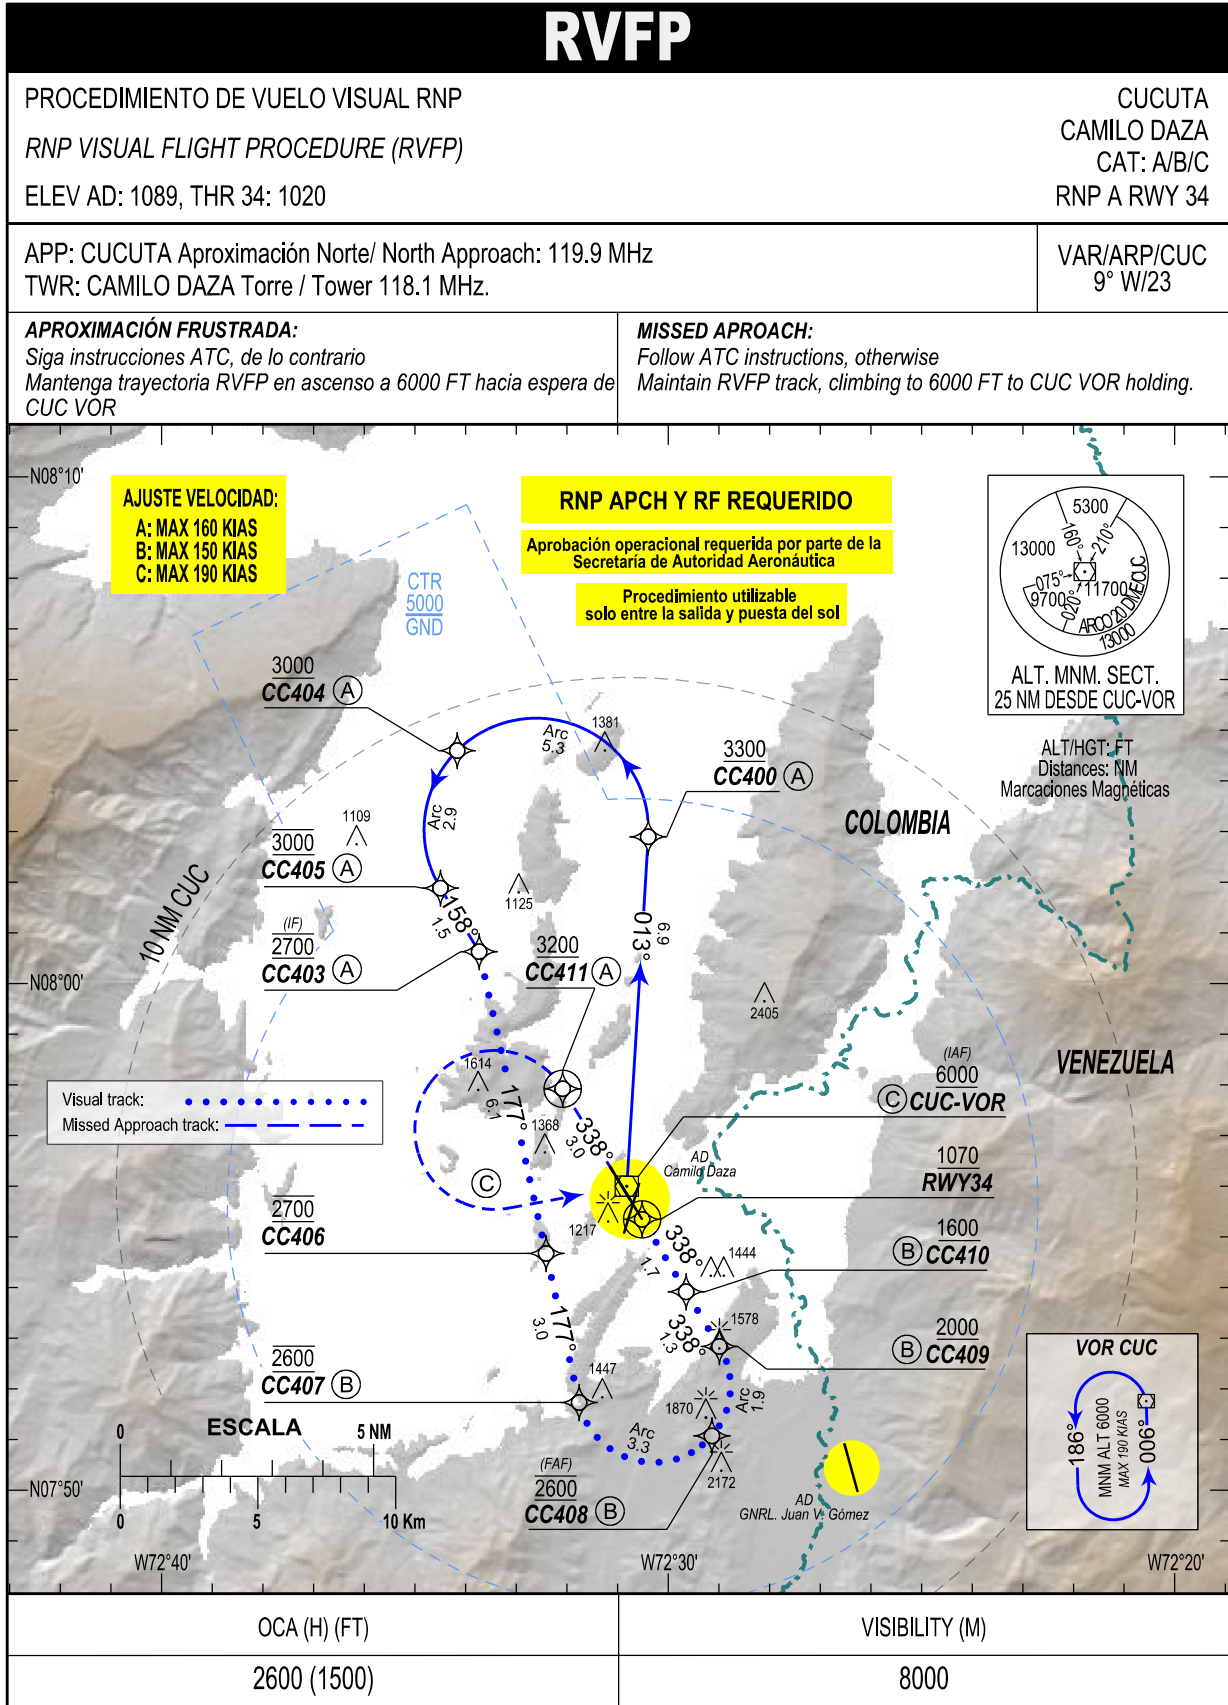 RVFP
PROCEDIMIENTO DE VUELO VISUAL RNP
RNP VISUAL FLIGHT PROCEDURE (RVFP)
ELEV AD: 1089, THR 34: 1020
CUCUTA
CAMILO DAZA
CAT: A/B/C
RNP A RWY 34
APP: CUCUTA Aproximación Norte/ North Approach: 119.9 MHz
TWR: CAMILO DAZA Torre / Tower 118.1 MHz.
VAR/ARP/CUC
9° W/23
APROXIMACIÓN FRUSTRADA:
Siga instrucciones ATC, de lo contrario
Mantenga trayectoria RVFP en ascenso a 6000 FT hacia espera de
CUC VOR
MISSED APROACH:
Follow ATC instructions, otherwise
Maintain RVFP track, climbing to 6000 FT to CUC VOR holding.
N08°10'
AJUSTE VELOCIDAD:
A: MAX 160 KIAS
B: MAX 150 KIAS
C: MAX 190 KIAS
RNP APCH Y RF REQUERIDO
Aprobación operacional requerida por parte de la
Secretaría de Autoridad Aeronáutica
Procedimiento utilizable
solo entre la salida y puesta del sol
CTR
5000
GND
5300
160°
210°
13000
075°
9700
020°
11700
ARCO 20 DME CUC
13000
ALT. MNM. SECT.
25 NM DESDE CUC-VOR
ALT/HGT: FT
Distances: NM
Marcaciones Magnéticas
3000
CC404 A
Arc
5.3
1381
3300
CC400 A
COLOMBIA
Arc
2.9
1109
3000
CC405 A
10 NM CUC
158°
1.5
1125
(IF)
2700
CC403 A
013°
6.9
3200
CC411 A
N08°00'
2405
VENEZUELA
(IAF)
6000
C CUC-VOR
1614
177°
6.1
1368
338°
3.0
Visual track:
Missed Approach track:
C
AD
Camilo Daza
1070
RWY34
1217
2700
CC406
338°
1.7
1444
1600
B CC410
177°
3.0
338°
1.3
1578
2000
B CC409
2600
CC407 B
1447
1870
Arc
1.9
Arc
3.3
2172
VOR CUC
186°
MNM ALT 6000
MAX 190 KIAS
006°
ESCALA
0
5 NM
0
5
10 Km
N07°50'
(FAF)
2600
CC408 B
AD
GNRL. Juan V. Gómez
W72°40'
W72°30'
W72°20'
OCA (H) (FT)
VISIBILITY (M)
2600 (1500)
8000